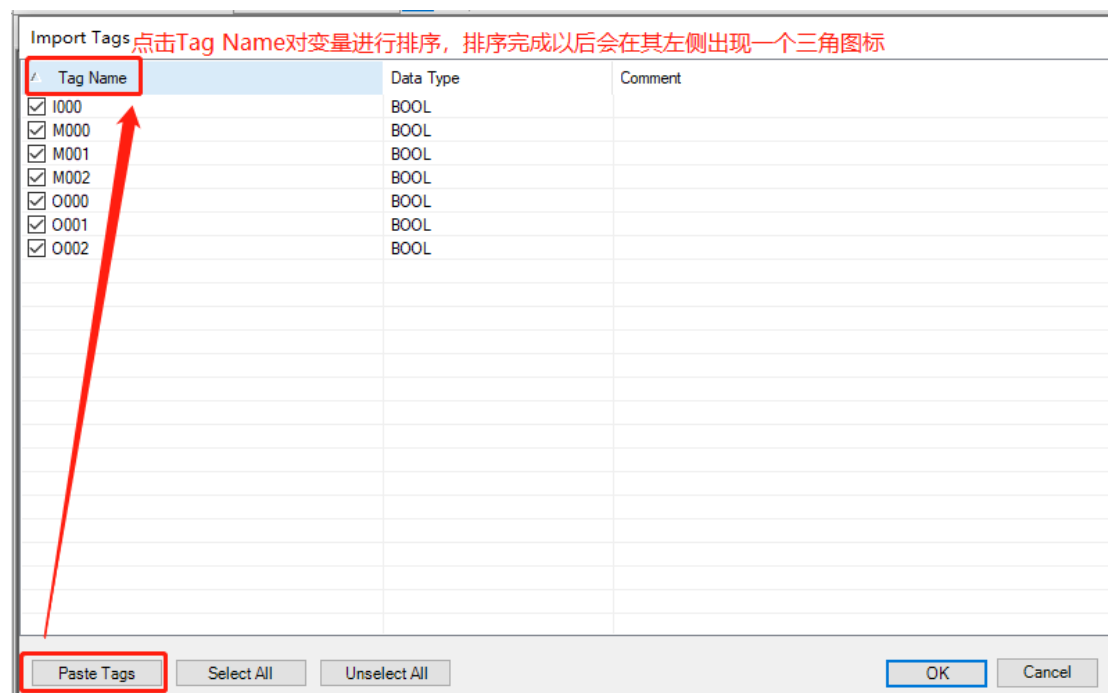 Import Tags 点击Tag Name对变量进行排序，排序完成以后会在其左侧出现一个三角图标
Tag Name Data Type Comment
I000 BOOL
M000 BOOL
M001 BOOL
M002 BOOL
O000 BOOL
O001 BOOL
O002 BOOL
Paste Tags Select All Unselect All OK Cancel